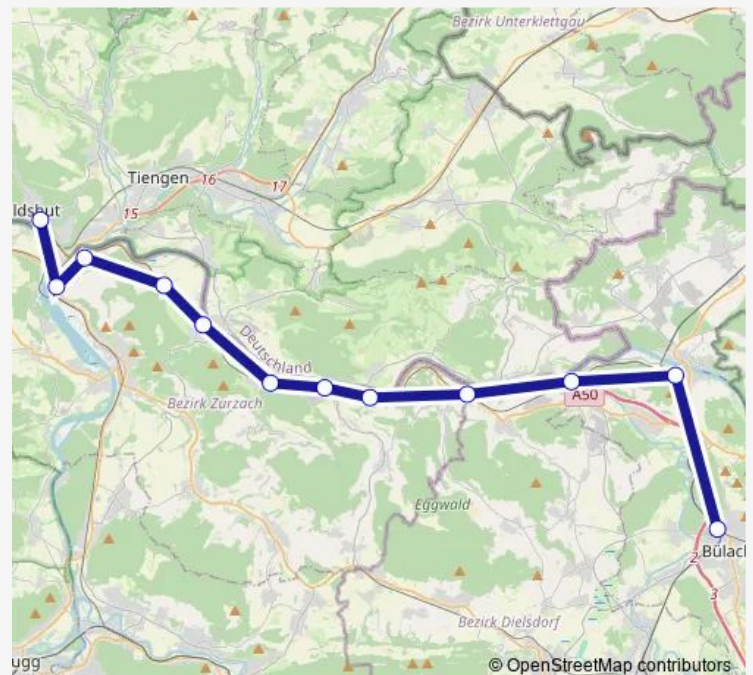 Bezirk Unterklettgau
Tiengen
16
17
ldshut
15
Deutschland
Bezirk Zurzach
A50
Eggwald
Bülach
2
3
Bezirk Dielsdorf
ugg
© OpenStreetMap contributors